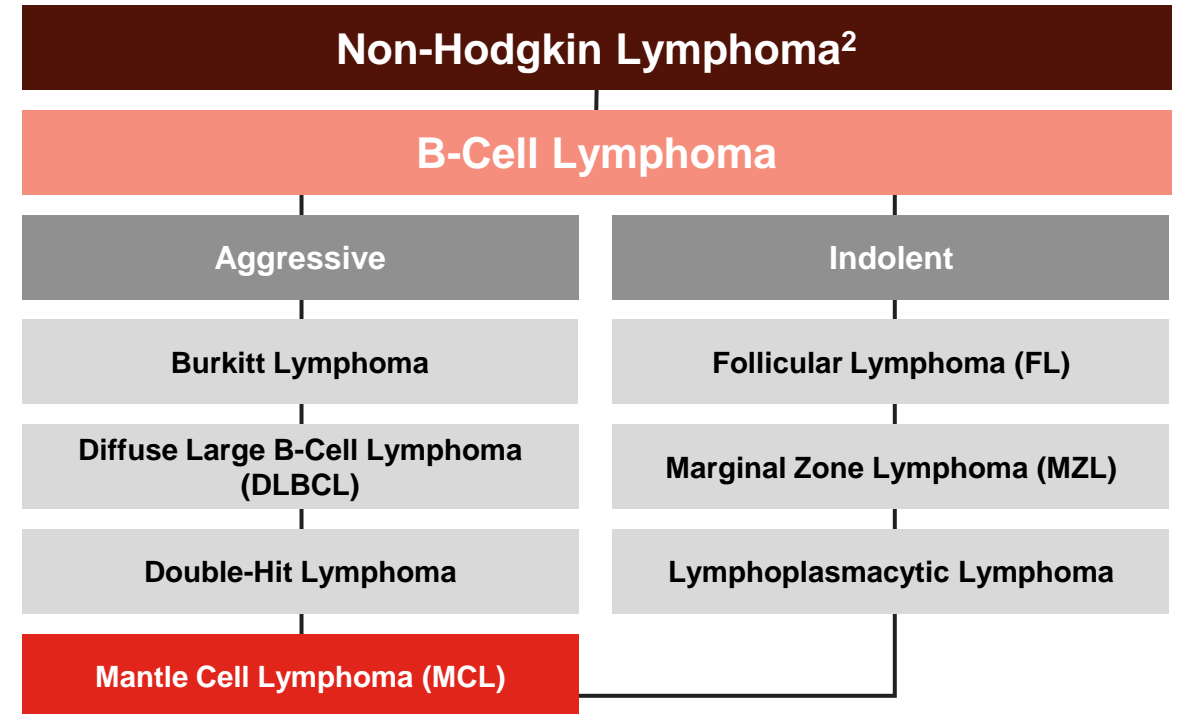 Non-Hodgkin Lymphoma²
B-Cell Lymphoma
Aggressive
Indolent
Burkitt Lymphoma
Follicular Lymphoma (FL)
Diffuse Large B-Cell Lymphoma
(DLBCL)
Marginal Zone Lymphoma (MZL)
Double-Hit Lymphoma
Lymphoplasmacytic Lymphoma
Mantle Cell Lymphoma (MCL)